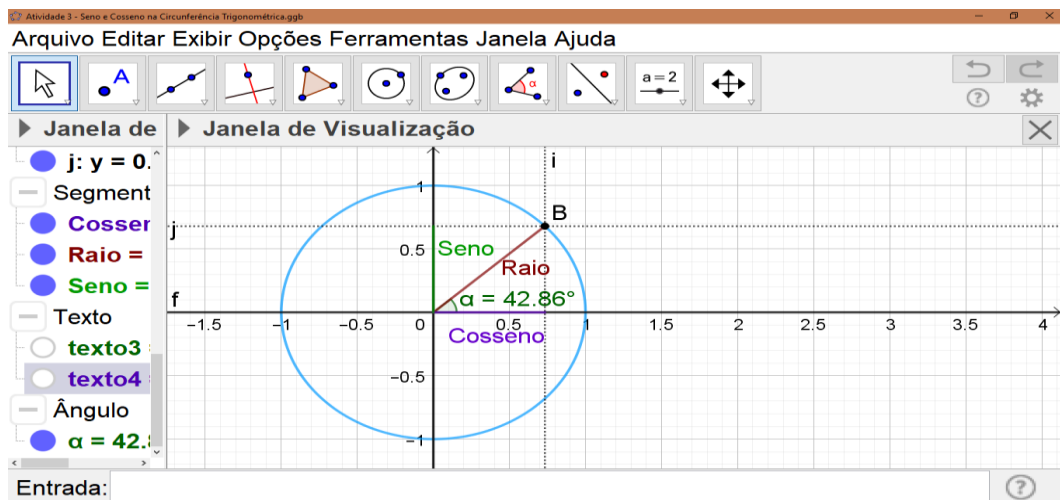 Atividade 3 - Seno e Cosseno na Circunferência Trigonométrica.ggb
Arquivo Editar Exibir Opções Ferramentas Janela Ajuda
A
α
a = 2
Janela de
Janela de Visualização
j: y = 0.
Segment
Cossen
Raio =
Seno =
Texto
texto3 =
texto4 =
Ângulo
α = 42.8
i
1
B
j
0.5
Seno
Raio
f
α = 42.86°
−1.5 −1 −0.5 0 0.5 1 1.5 2 2.5 3 3.5 4
Cosseno
−0.5
−1
Entrada: